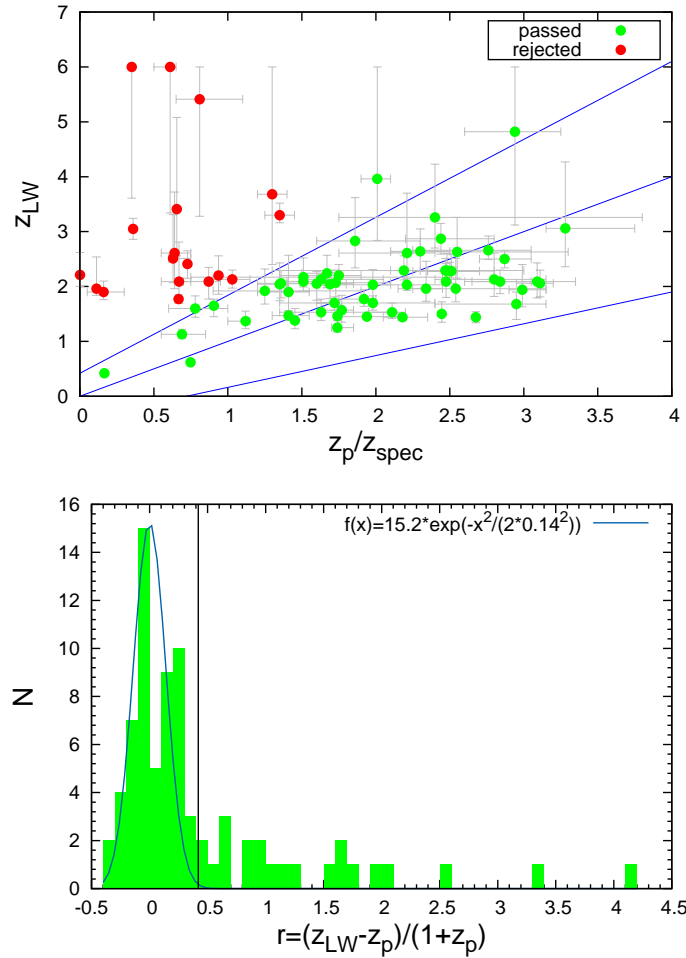 7
6
5
4
3
2
1
0
z_LW
passed
rejected
0 0.5 1 1.5 2 2.5 3 3.5 4
z_p/z_spec
16
14
12
10
8
6
4
2
0
N
f(x)=15.2*exp(-x^2/(2*0.14^2))
-0.5 0 0.5 1 1.5 2 2.5 3 3.5 4 4.5
r=(z_LW-z_p)/(1+z_p)